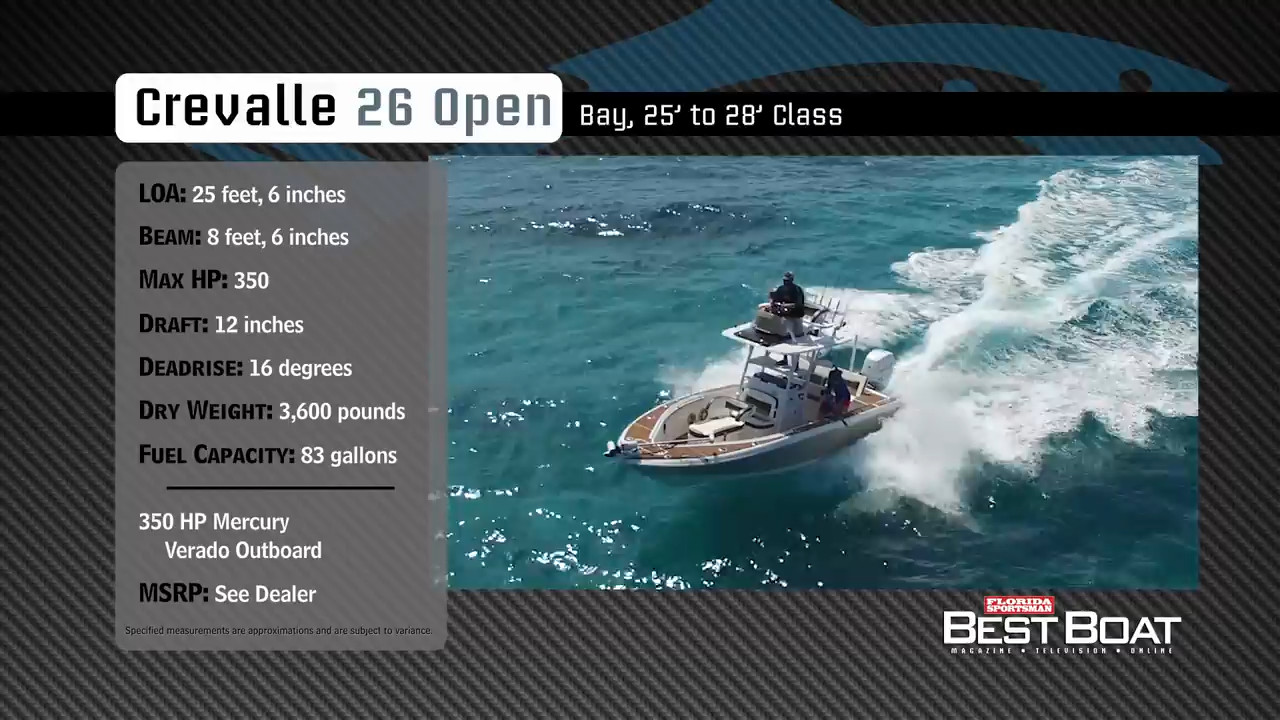 Crevalle 26 Open
Bay, 25’ to 28’ Class
LOA: 25 feet, 6 inches
BEAM: 8 feet, 6 inches
MAX HP: 350
DRAFT: 12 inches
DEADRISE: 16 degrees
DRY WEIGHT: 3,600 pounds
FUEL CAPACITY: 83 gallons
350 HP Mercury
Verado Outboard
MSRP: See Dealer
Specified measurements are approximations and are subject to variance.
FLORIDA
SPORTSMAN
BEST BOAT
MAGAZINE • TELEVISION • ONLINE